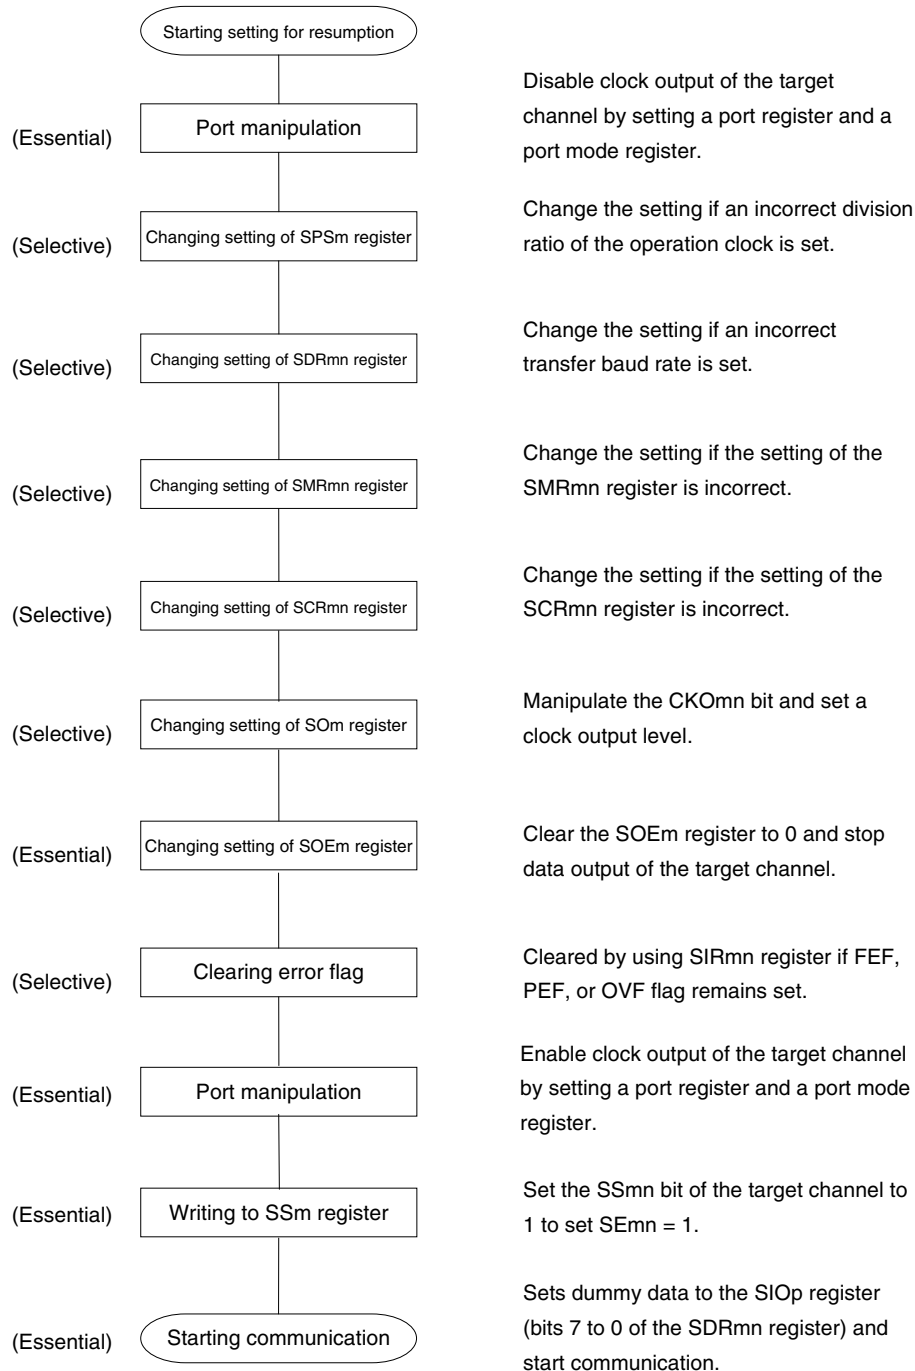 Starting setting for resumption
(Essential)
Port manipulation
Disable clock output of the target
channel by setting a port register and a
port mode register.
(Selective)
Changing setting of SPSm register
Change the setting if an incorrect division
ratio of the operation clock is set.
(Selective)
Changing setting of SDRmn register
Change the setting if an incorrect
transfer baud rate is set.
(Selective)
Changing setting of SMRmn register
Change the setting if the setting of the
SMRmn register is incorrect.
(Selective)
Changing setting of SCRmn register
Change the setting if the setting of the
SCRmn register is incorrect.
(Selective)
Changing setting of SOm register
Manipulate the CKOmn bit and set a
clock output level.
(Essential)
Changing setting of SOEm register
Clear the SOEm register to 0 and stop
data output of the target channel.
(Selective)
Clearing error flag
Cleared by using SIRmn register if FEF,
PEF, or OVF flag remains set.
(Essential)
Port manipulation
Enable clock output of the target channel
by setting a port register and a port mode
register.
(Essential)
Writing to SSm register
Set the SSmn bit of the target channel to
1 to set SEmn = 1.
(Essential)
Starting communication
Sets dummy data to the SIOp register
(bits 7 to 0 of the SDRmn register) and
start communication.